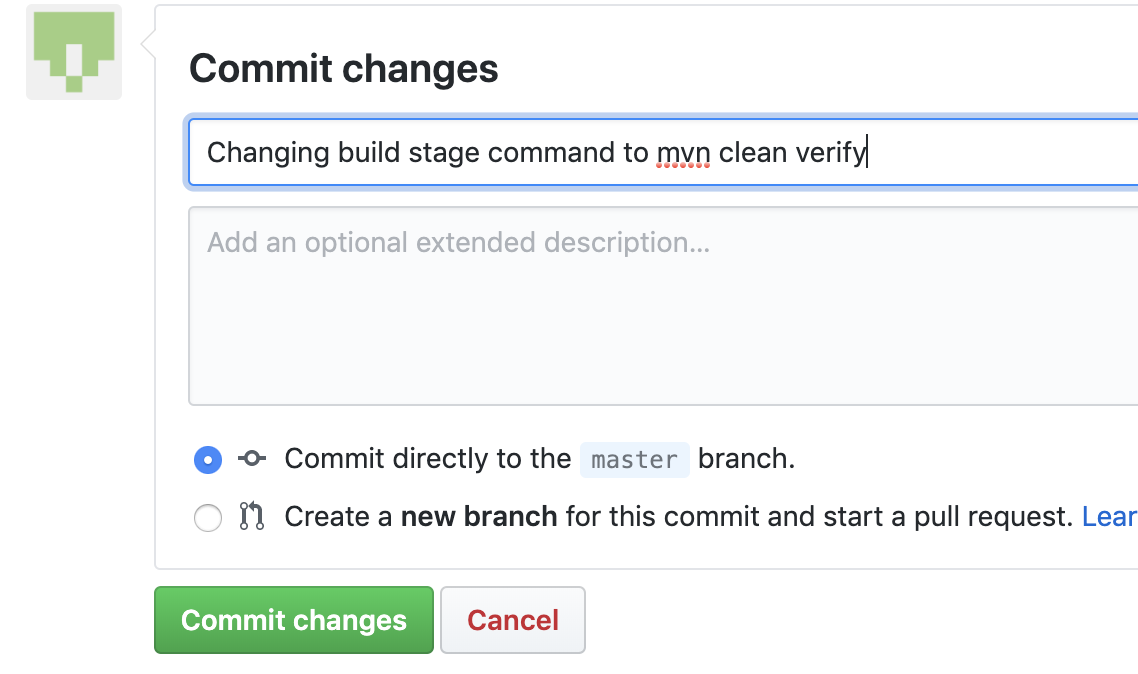 Commit changes
Changing build stage command to mvn clean verify
Add an optional extended description...
Commit directly to the master branch.
Create a new branch for this commit and start a pull request. Lear
Commit changes
Cancel